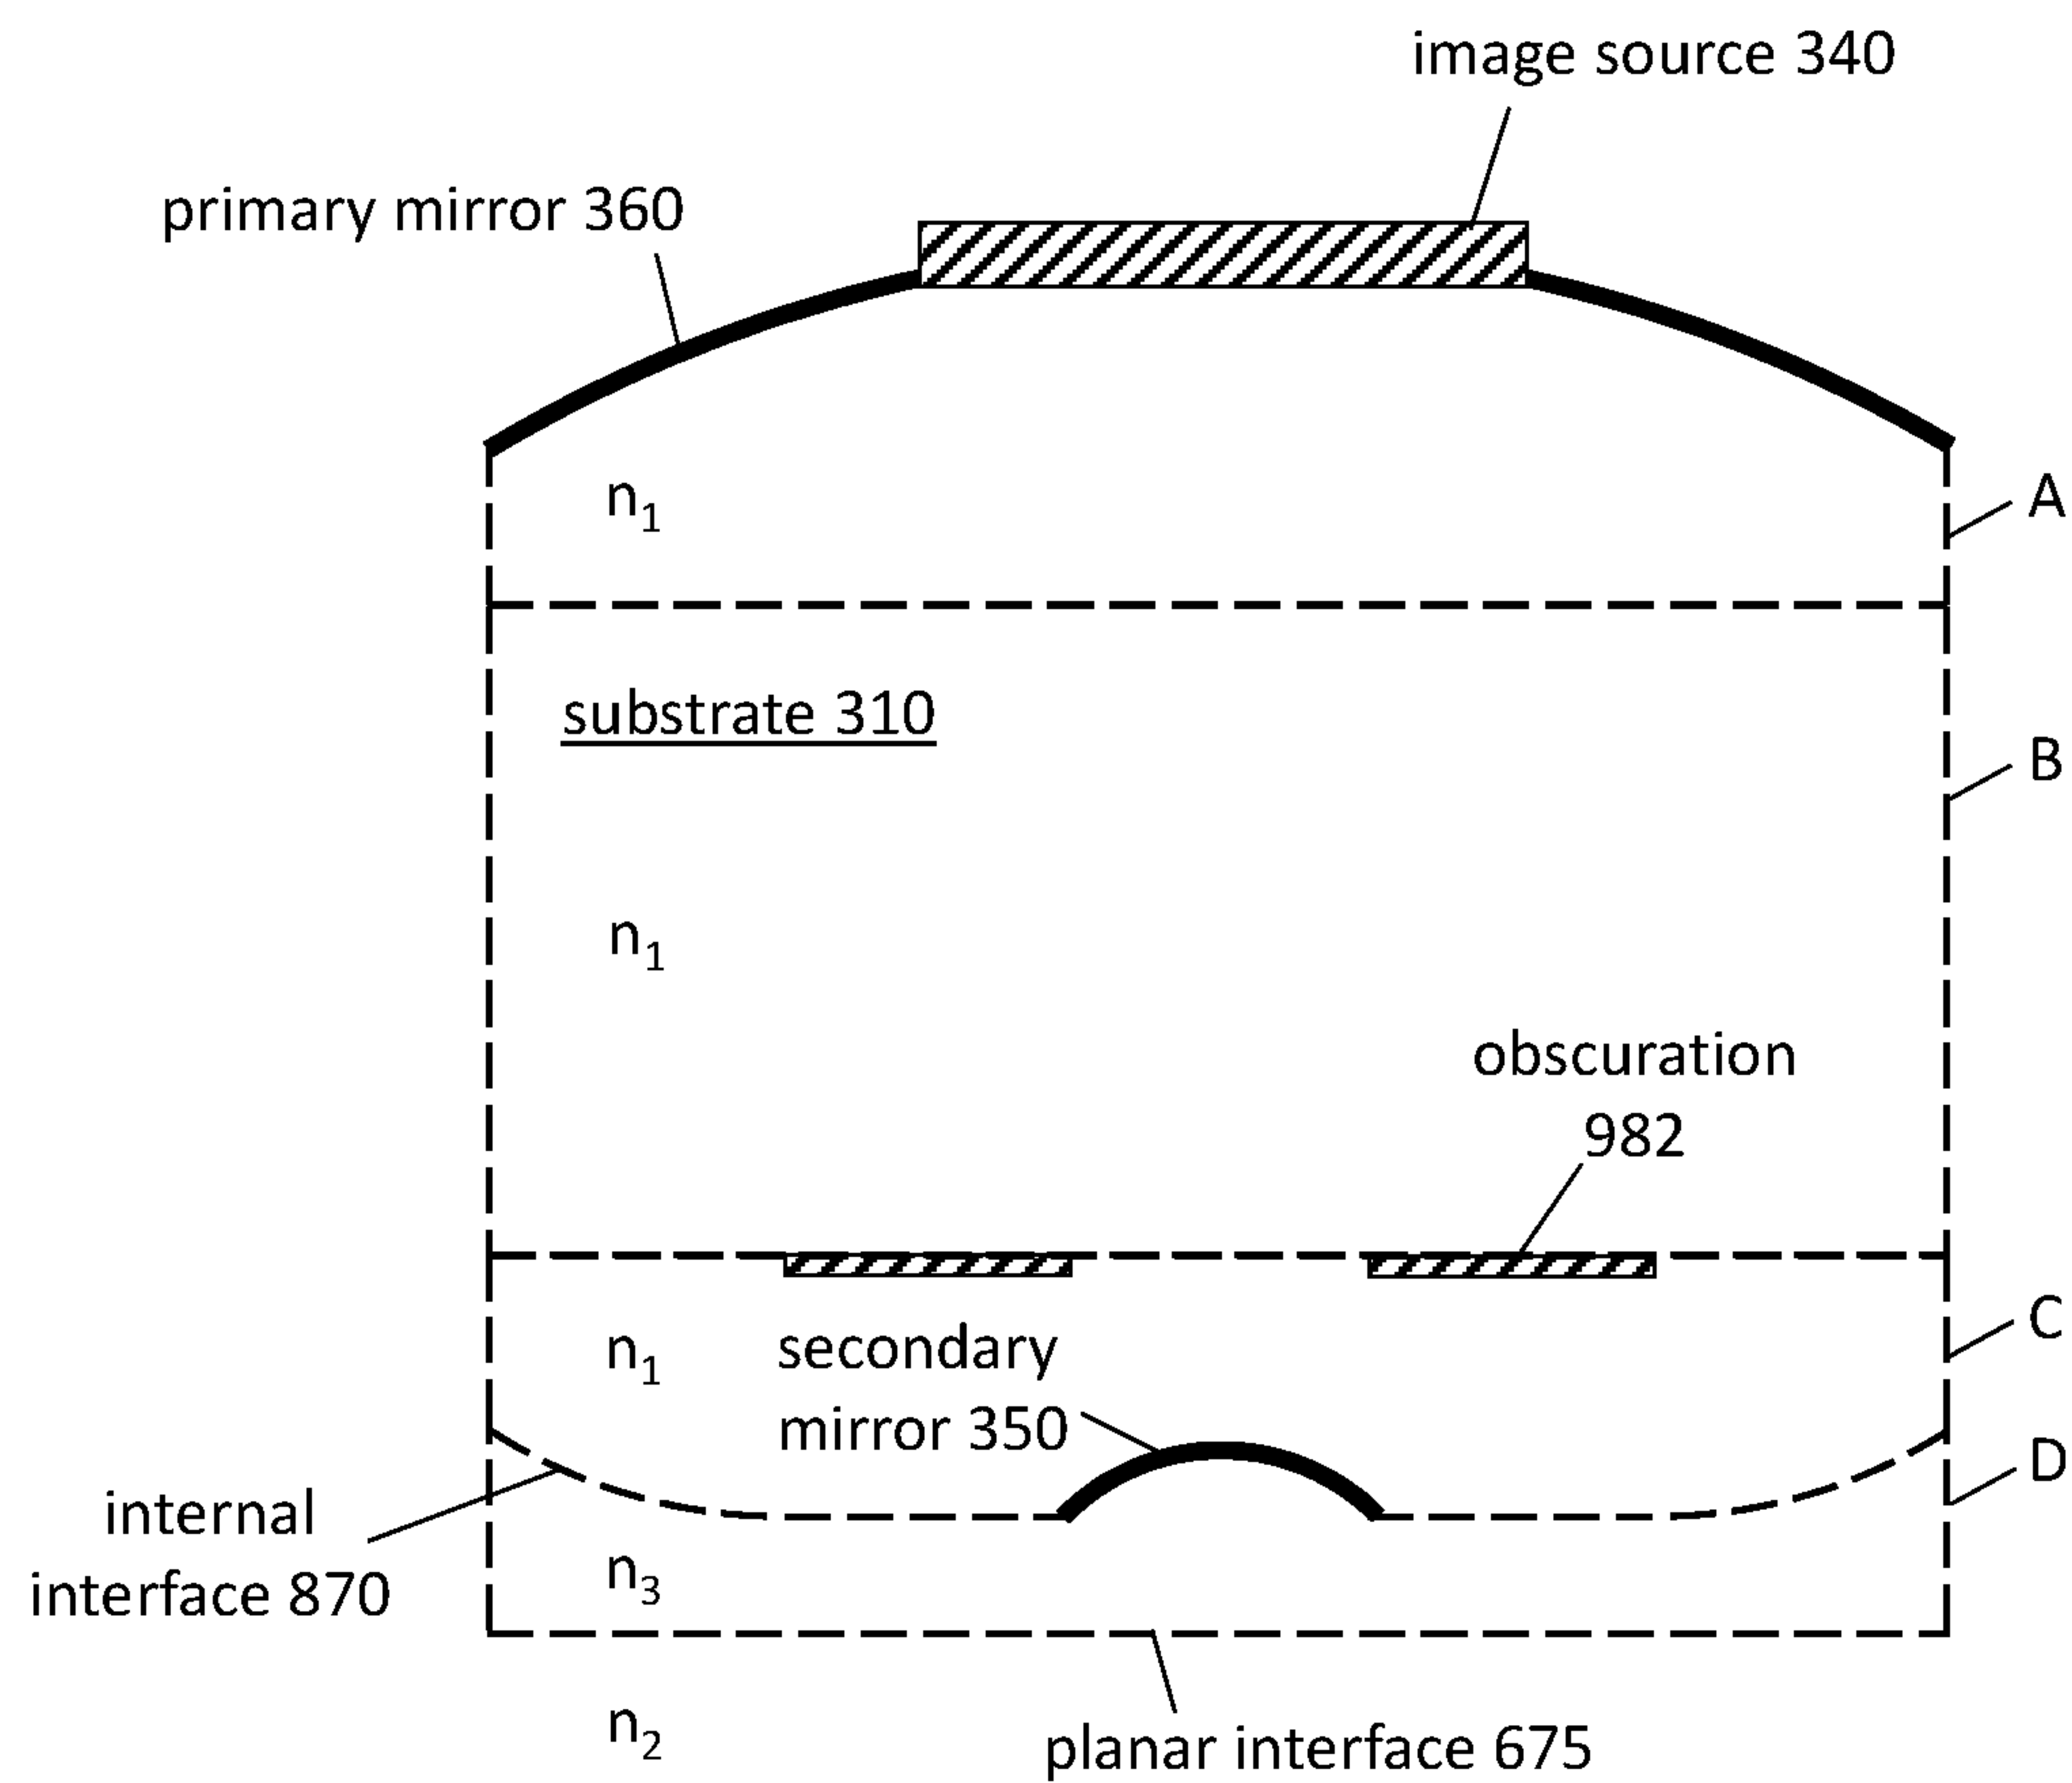 image source 340
primary mirror 360
n₁
A
substrate 310
B
n₁
obscuration
982
n₁
secondary
mirror 350
C
D
internal
interface 870
n₃
n₂
planar interface 675